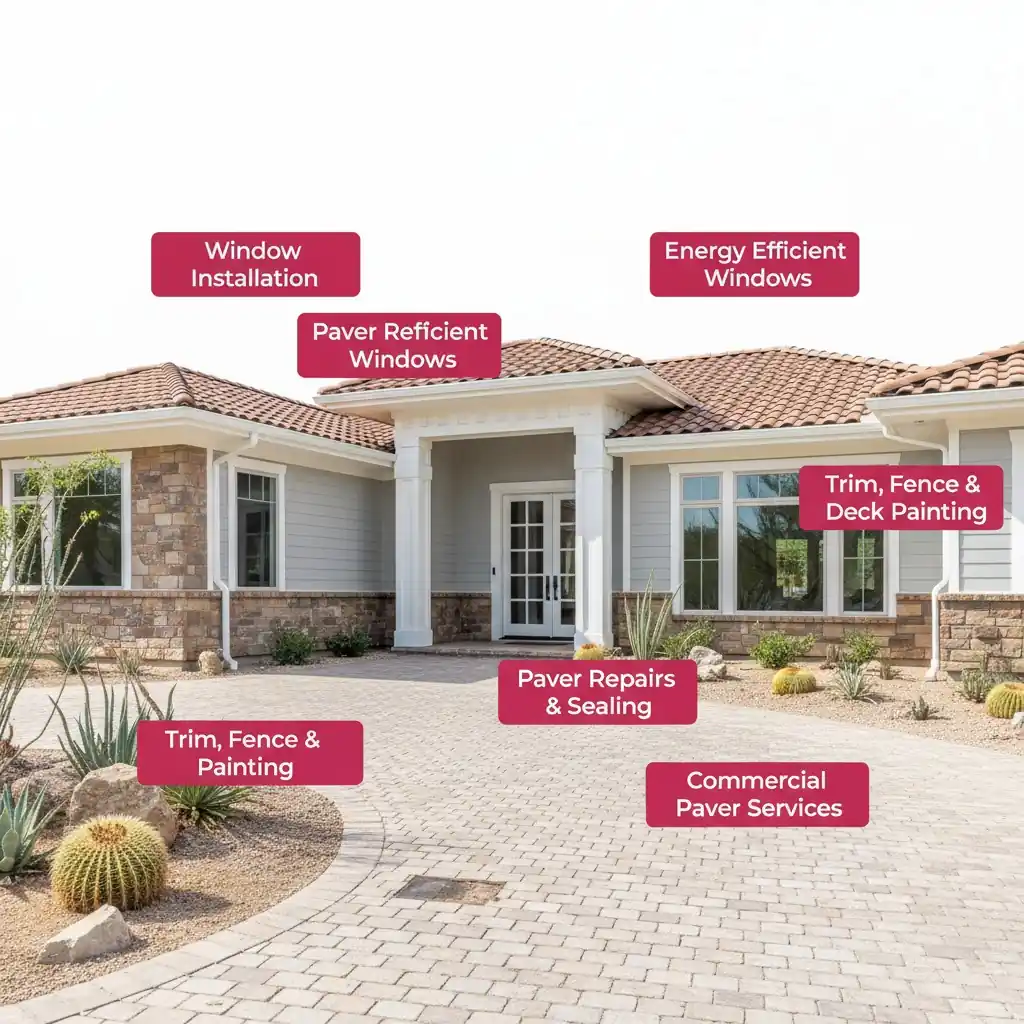 Window
Installation
Energy Efficient
Windows
Paver Reficient
Windows
Trim, Fence &
Deck Painting
Paver Repairs
& Sealing
Trim, Fence &
Painting
Commercial
Paver Services